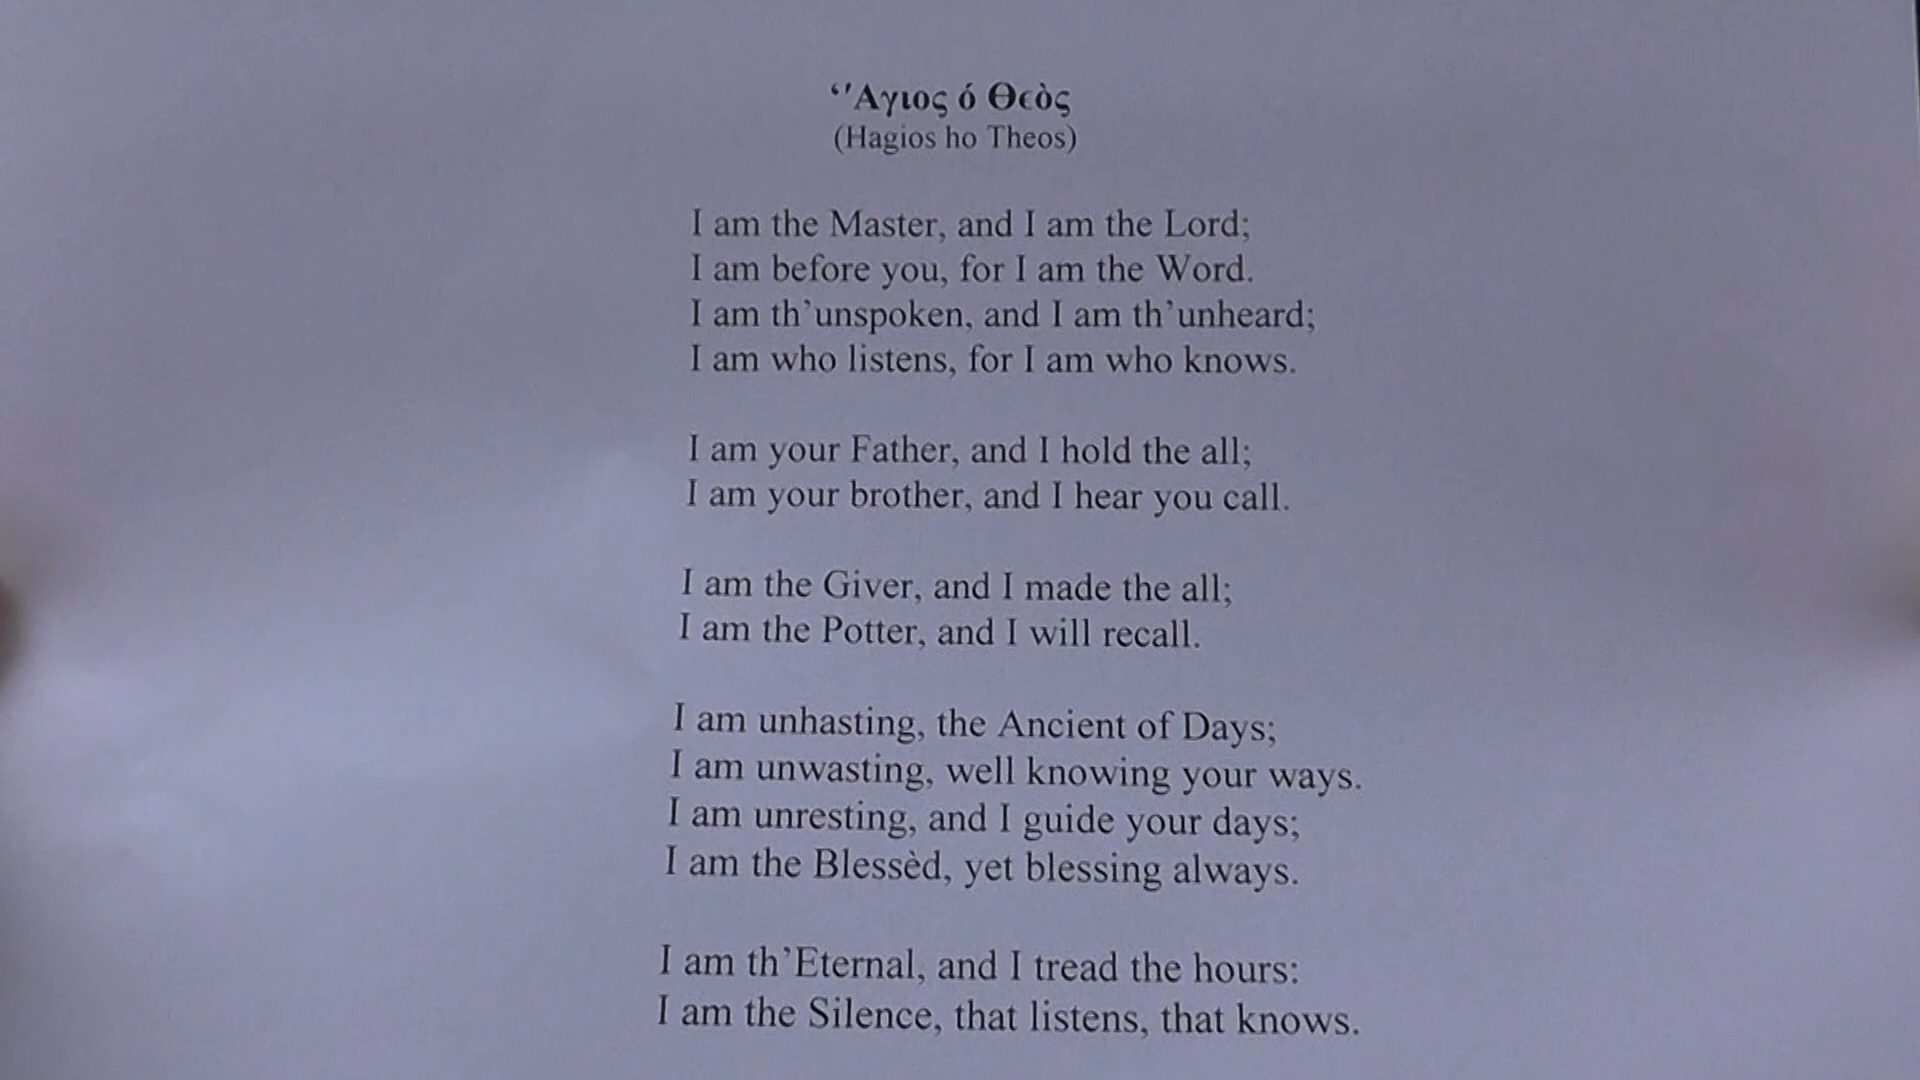 ‘’Αγιος ό Θεὸς
(Hagios ho Theos)
I am the Master, and I am the Lord;
I am before you, for I am the Word.
I am th’unspoken, and I am th’unheard;
I am who listens, for I am who knows.
I am your Father, and I hold the all;
I am your brother, and I hear you call.
I am the Giver, and I made the all;
I am the Potter, and I will recall.
I am unhasting, the Ancient of Days;
I am unwasting, well knowing your ways.
I am unresting, and I guide your days;
I am the Blessèd, yet blessing always.
I am th’Eternal, and I tread the hours:
I am the Silence, that listens, that knows.